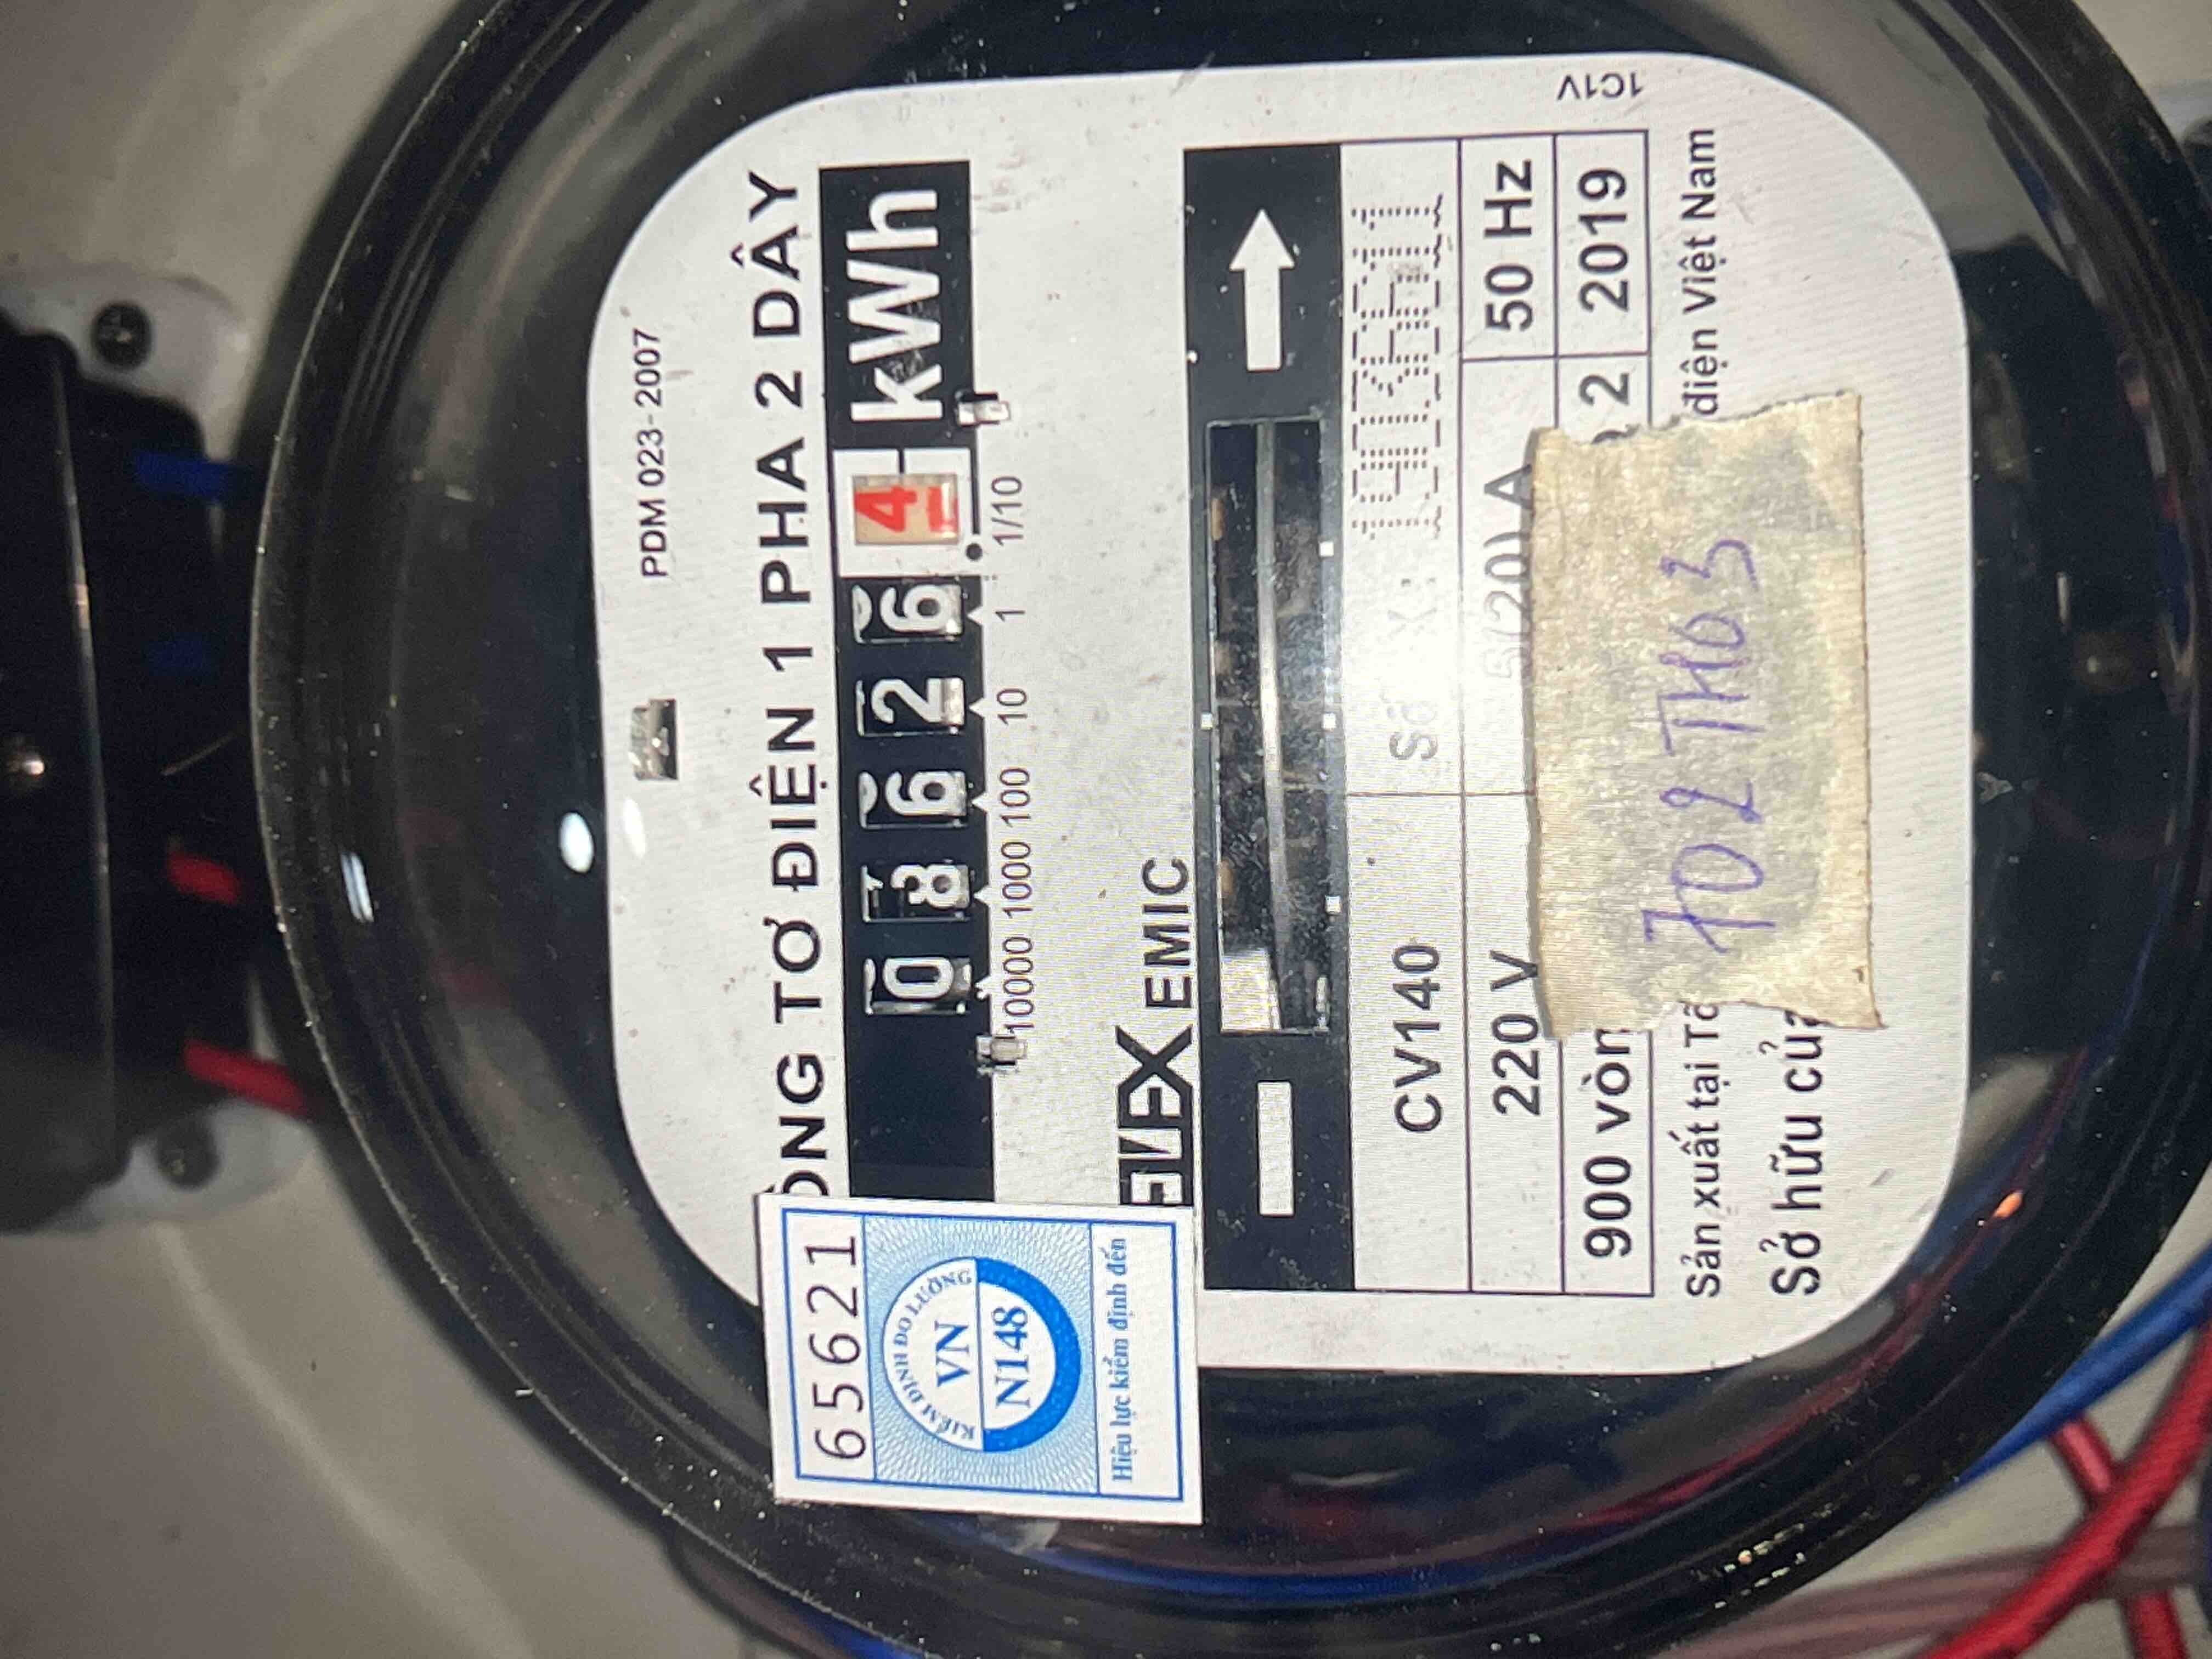 PDM 023-2007
ÔNG TƠ ĐIỆN 1 PHA 2 DÂY
0 8 6 2 6 4 kWh
10000 1000 100 10 1 1/10
65621
KIỂM ĐỊNH ĐO LƯỜNG
VN
N148
Hiệu lực kiểm định đến
EMIC
CV140
220 V
50 Hz
900 vòn
2
2019
Sản xuất tại
điện Việt Nam
Sở hữu củ
702 TH03
1C1V